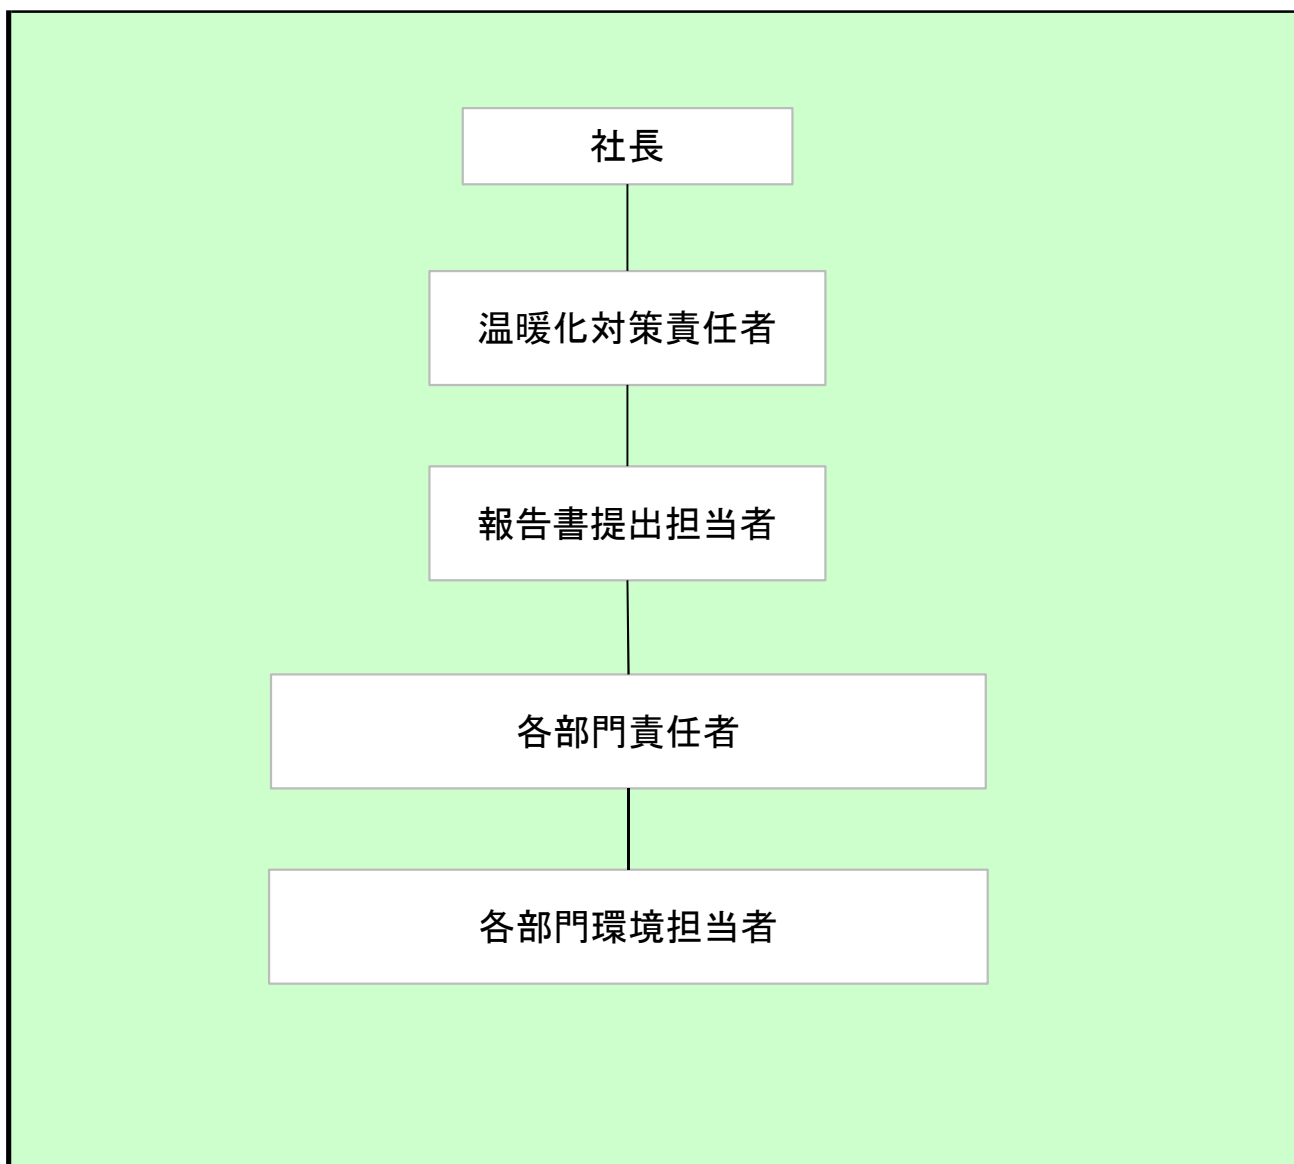 社長
温暖化対策責任者
報告書提出担当者
各部門責任者
各部門環境担当者